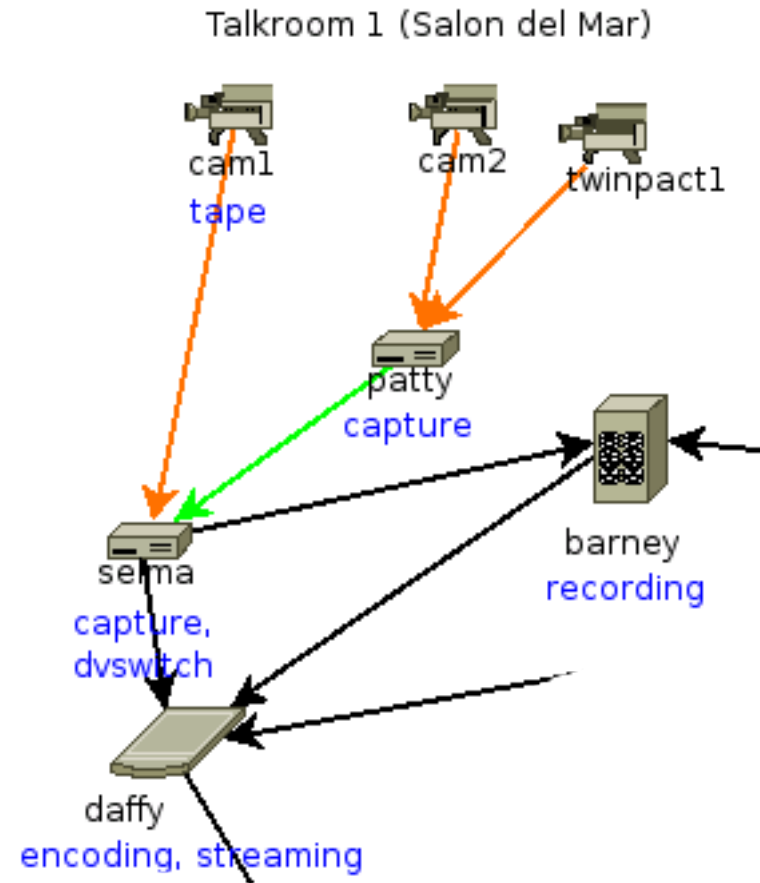 Talkroom 1 (Salon del Mar)
cam1
tape
cam2
twinpact1
patty
capture
barney
recording
selma
capture,
dvswitch
daffy
encoding, streaming